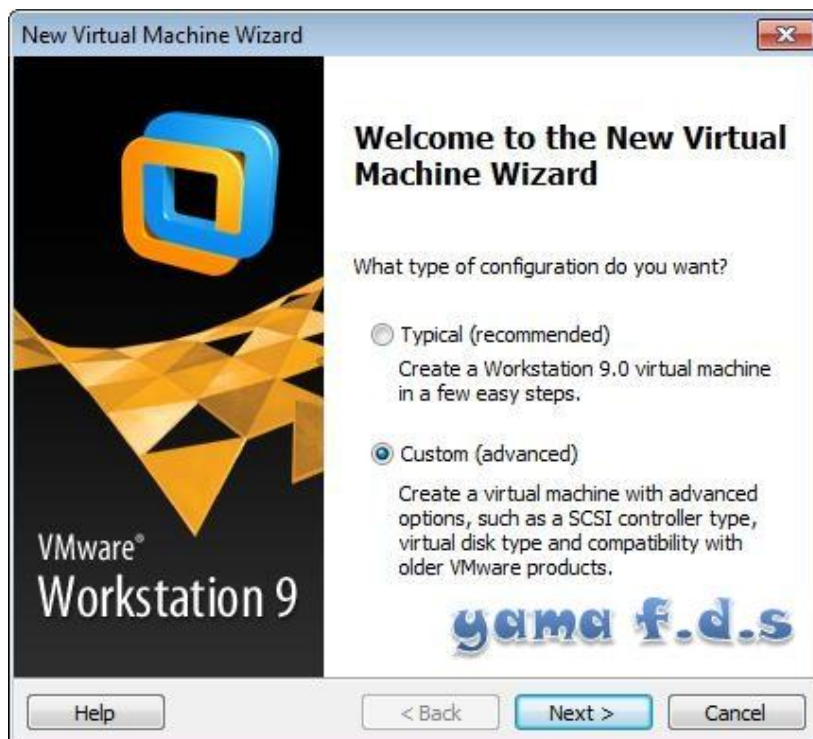 New Virtual Machine Wizard
Welcome to the New Virtual
Machine Wizard
What type of configuration do you want?
Typical (recommended)
Create a Workstation 9.0 virtual machine
in a few easy steps.
Custom (advanced)
Create a virtual machine with advanced
options, such as a SCSI controller type,
virtual disk type and compatibility with
older VMware products.
VMware®
Workstation 9
yama f.d.s
Help
< Back
Next >
Cancel